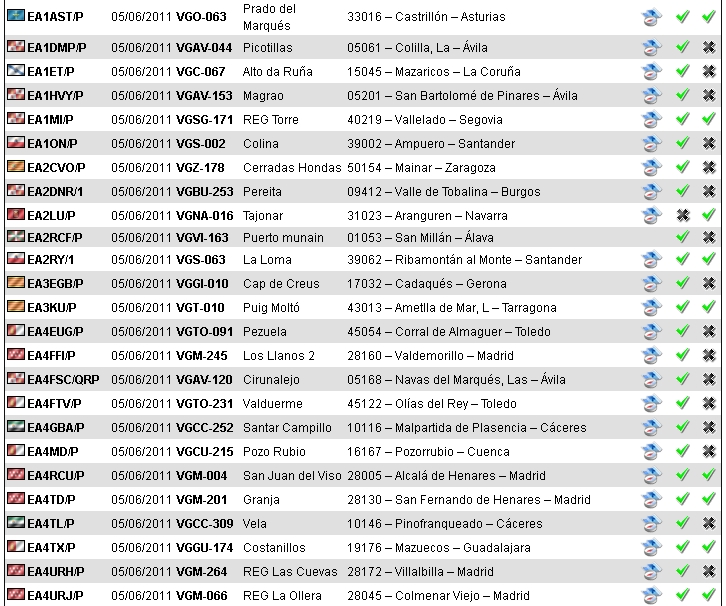 EA1AST/P 05/06/2011 VGO-063 Prado del Marqués 33016 – Castrillón – Asturias
EA1DMP/P 05/06/2011 VGAV-044 Picotillas 05061 – Colilla, La – Ávila
EA1ET/P 05/06/2011 VGC-067 Alto da Ruña 15045 – Mazaricos – La Coruña
EA1HVY/P 05/06/2011 VGAV-153 Magrao 05201 – San Bartolomé de Pinares – Ávila
EA1MI/P 05/06/2011 VGSG-171 REG Torre 40219 – Vallelado – Segovia
EA1ON/P 05/06/2011 VGS-002 Colina 39002 – Ampuero – Santander
EA2CVO/P 05/06/2011 VGZ-178 Cerradas Hondas 50154 – Mainar – Zaragoza
EA2DNR/1 05/06/2011 VGBU-253 Pereita 09412 – Valle de Tobalina – Burgos
EA2LU/P 05/06/2011 VGNA-016 Tajonar 31023 – Aranguren – Navarra
EA2RCF/P 05/06/2011 VGVI-163 Puerto munain 01053 – San Millán – Álava
EA2RY/1 05/06/2011 VGS-063 La Loma 39062 – Ribamontán al Monte – Santander
EA3EGB/P 05/06/2011 VGGI-010 Cap de Creus 17032 – Cadaqués – Gerona
EA3KU/P 05/06/2011 VGT-010 Puig Moltó 43013 – Ametlla de Mar, L – Tarragona
EA4EUG/P 05/06/2011 VGTO-091 Pezuela 45054 – Corral de Almaguer – Toledo
EA4FFI/P 05/06/2011 VGM-245 Los Llanos 2 28160 – Valdemorillo – Madrid
EA4FSC/QRP 05/06/2011 VGAV-120 Cirunalejo 05168 – Navas del Marqués, Las – Ávila
EA4FTV/P 05/06/2011 VGTO-231 Valduerme 45122 – Olías del Rey – Toledo
EA4GBA/P 05/06/2011 VGCC-252 Santar Campillo 10116 – Malpartida de Plasencia – Cáceres
EA4MD/P 05/06/2011 VGCU-215 Pozo Rubio 16167 – Pozorrubio – Cuenca
EA4RCU/P 05/06/2011 VGM-004 San Juan del Viso 28005 – Alcalá de Henares – Madrid
EA4TD/P 05/06/2011 VGM-201 Granja 28130 – San Fernando de Henares – Madrid
EA4TL/P 05/06/2011 VGCC-309 Vela 10146 – Pinofranqueado – Cáceres
EA4TX/P 05/06/2011 VGGU-174 Costanillos 19176 – Mazuecos – Guadalajara
EA4URH/P 05/06/2011 VGM-264 REG Las Cuevas 28172 – Villalbilla – Madrid
EA4URJ/P 05/06/2011 VGM-066 REG La Ollera 28045 – Colmenar Viejo – Madrid